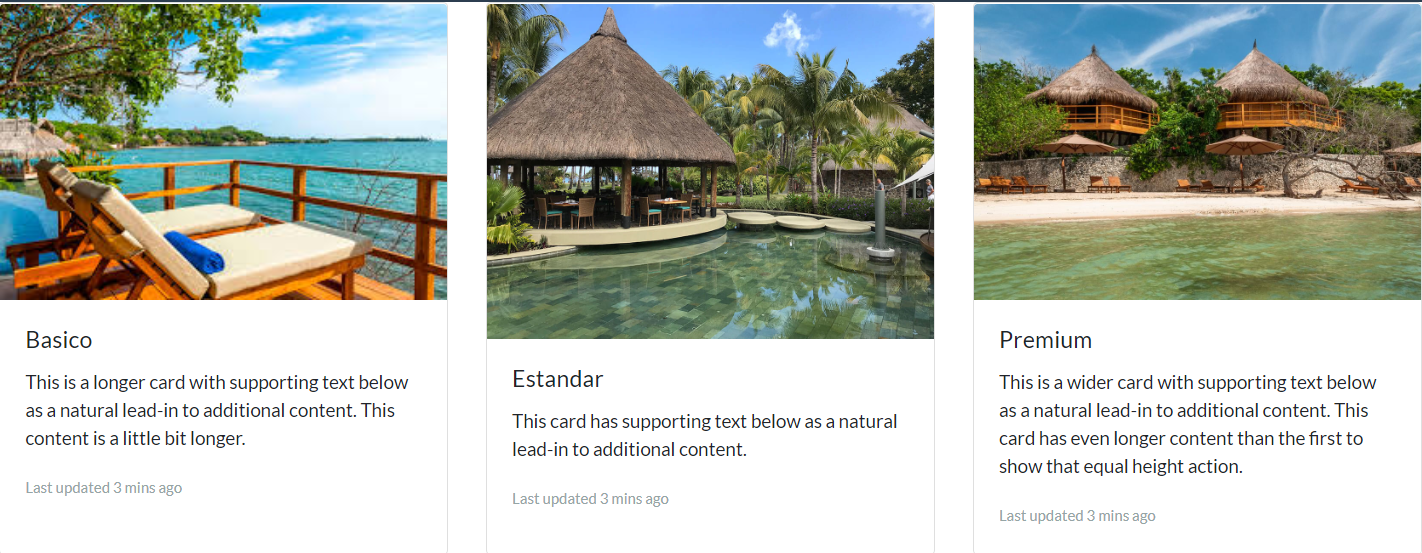 Basico
This is a longer card with supporting text below
as a natural lead-in to additional content. This
content is a little bit longer.
Last updated 3 mins ago
Estandar
This card has supporting text below as a natural
lead-in to additional content.
Last updated 3 mins ago
Premium
This is a wider card with supporting text below
as a natural lead-in to additional content. This
card has even longer content than the first to
show that equal height action.
Last updated 3 mins ago